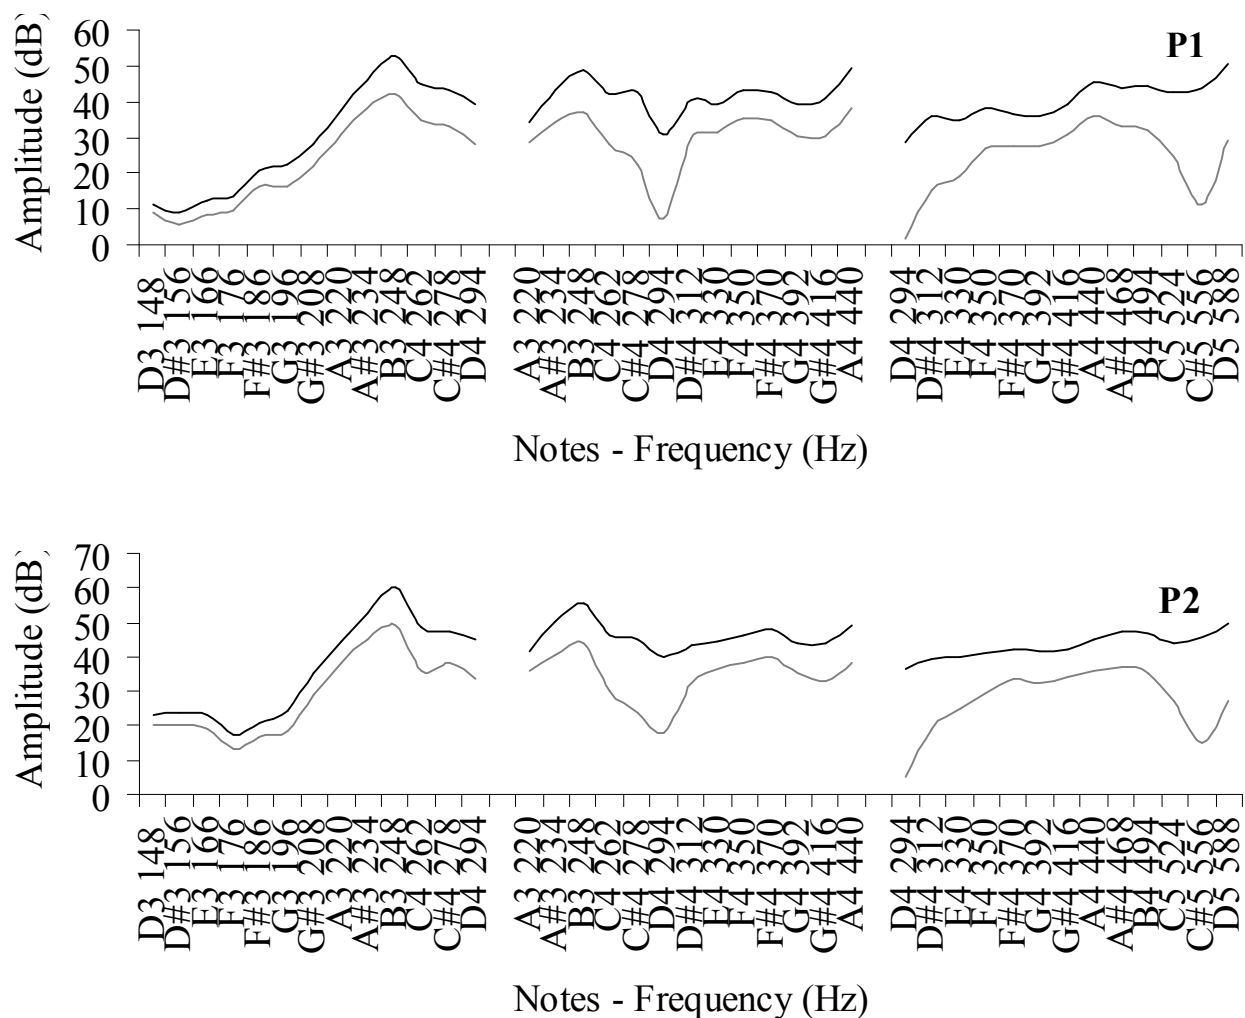 P1
Amplitude (dB)
60
50
40
30
20
10
0
D3 148
D#3 156
E3 166
F3 176
F#3 186
G3 196
G#3 208
A3 220
A#3 234
B3 248
C4 262
C#4 278
D4 294
A3 220
A#3 234
B3 248
C4 262
C#4 278
D4 294
D#4 312
E4 330
F4 350
F#4 370
G4 392
G#4 416
A4 440
D4 294
D#4 312
E4 330
F4 350
F#4 370
G4 392
G#4 416
A4 440
A#4 468
B4 494
C5 524
C#5 556
D5 588
Notes - Frequency (Hz)
P2
Amplitude (dB)
70
60
50
40
30
20
10
0
D3 148
D#3 156
E3 166
F3 176
F#3 186
G3 196
G#3 208
A3 220
A#3 234
B3 248
C4 262
C#4 278
D4 294
A3 220
A#3 234
B3 248
C4 262
C#4 278
D4 294
D#4 312
E4 330
F4 350
F#4 370
G4 392
G#4 416
A4 440
D4 294
D#4 312
E4 330
F4 350
F#4 370
G4 392
G#4 416
A4 440
A#4 468
B4 494
C5 524
C#5 556
D5 588
Notes - Frequency (Hz)